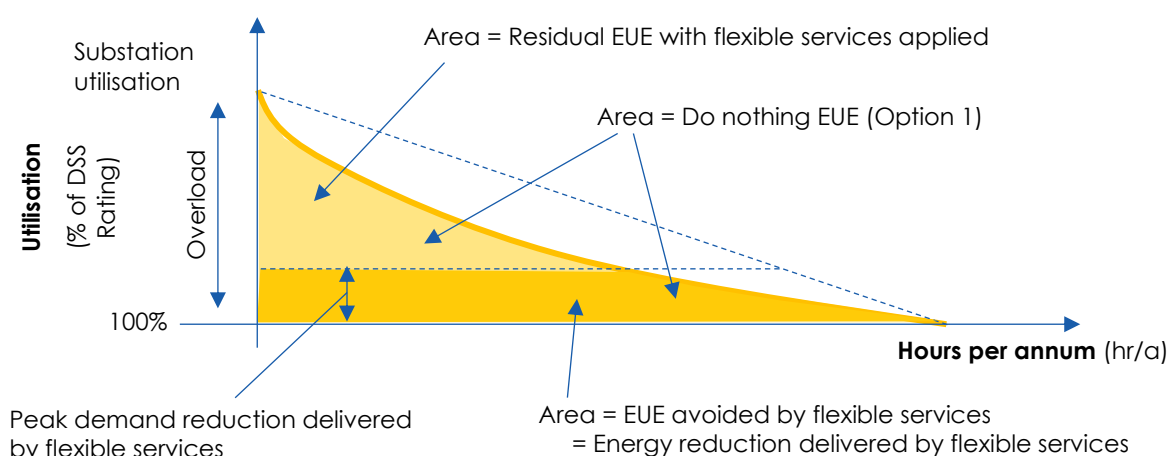 Area = Residual EUE with flexible services applied
Substation
utilisation
Area = Do nothing EUE (Option 1)
Utilisation
(% of DSS
Rating)
Overload
100%
Hours per annum (hr/a)
Peak demand reduction delivered
by flexible services
Area = EUE avoided by flexible services
= Energy reduction delivered by flexible services